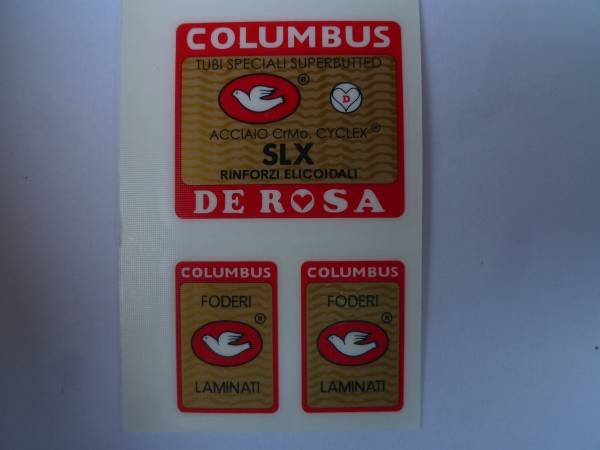 COLUMBUS
TUBI SPECIALI SUPERBUTTED
®
D
ACCIAIO CrMo. CYCLEX ®
SLX
RINFORZI ELICOIDALI
DE ROSA
COLUMBUS
FODERI
®
LAMINATI
COLUMBUS
FODERI
®
LAMINATI